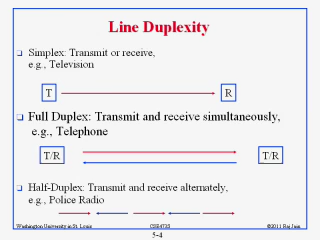 Line Duplexity
Simplex: Transmit or receive,
e.g., Television
T R
Full Duplex: Transmit and receive simultaneously,
e.g., Telephone
T/R T/R
Half-Duplex: Transmit and receive alternately,
e.g., Police Radio
Washington University in St. Louis CSE473S ©2011 Raj Jain
5-4